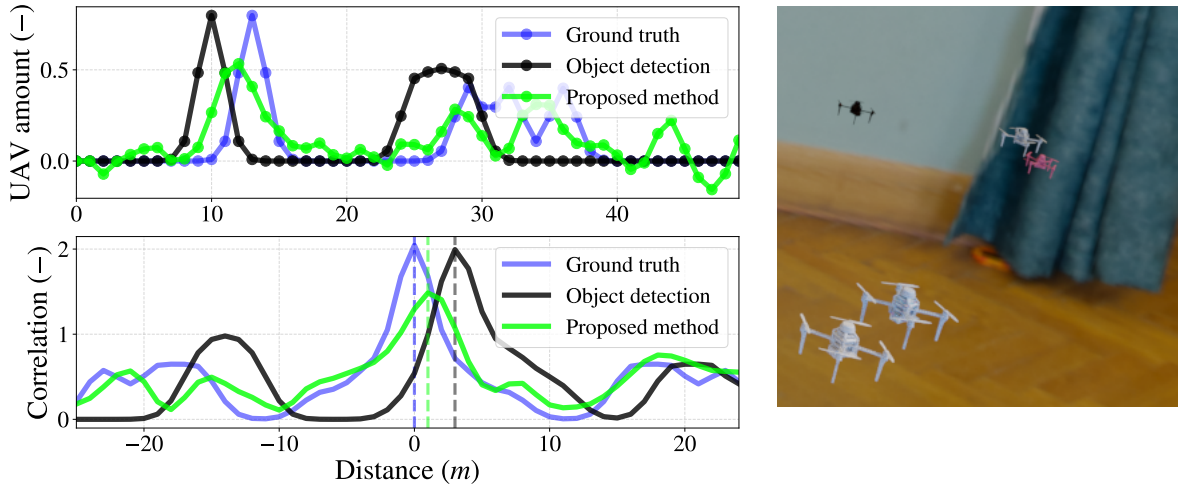 UAV amount (−)
0.5
0.0
Ground truth
Object detection
Proposed method
0 10 20 30 40
Correlation (−)
2
1
0
Ground truth
Object detection
Proposed method
−20 −10 0 10 20
Distance (m)